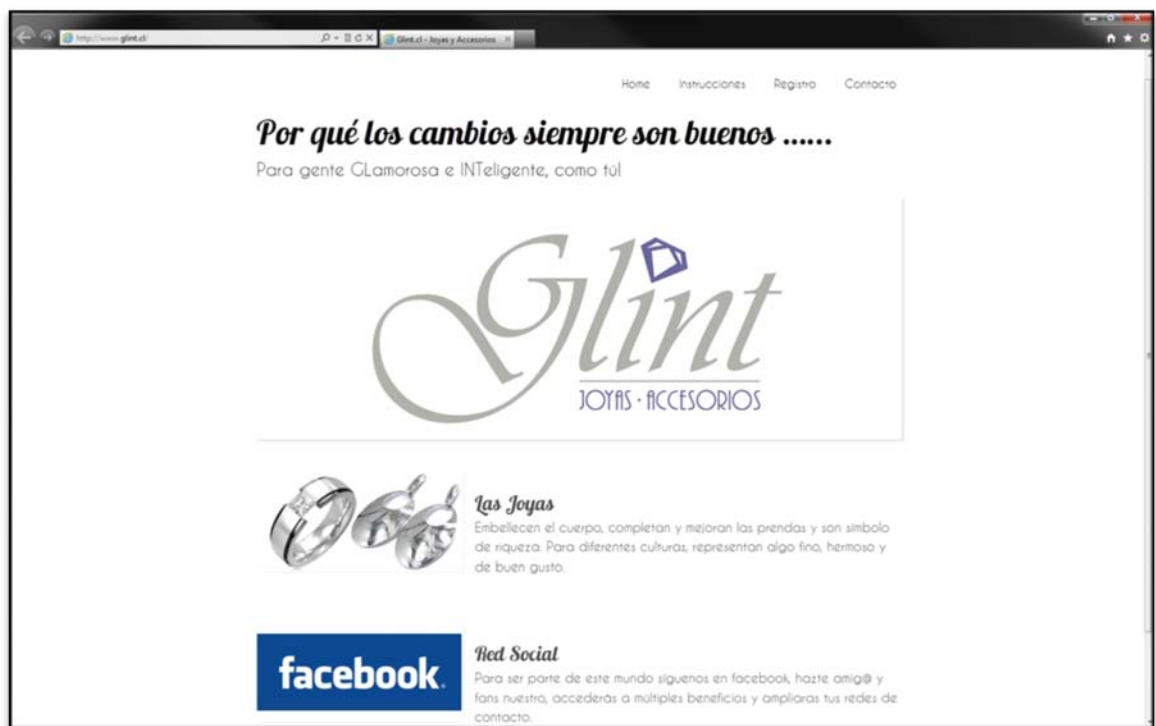 http://www.glint.cl/
Glint.cl - Joyas y Accesorios
Home Instrucciones Registro Contacto
Por qué los cambios siempre son buenos ......
Para gente GLamorosa e INTeligente, como tú!
Glint
JOYAS · ACCESORIOS
Las Joyas
Embellecen el cuerpo, completan y mejoran las prendas y son símbolo
de riqueza. Para diferentes culturas, representan algo fino, hermoso y
de buen gusto.
facebook
Red Social
Para ser parte de este mundo síguenos en facebook, hazte amig@ y
fans nuestro, accederás a múltiples beneficios y ampliaras tus redes de
contacto.